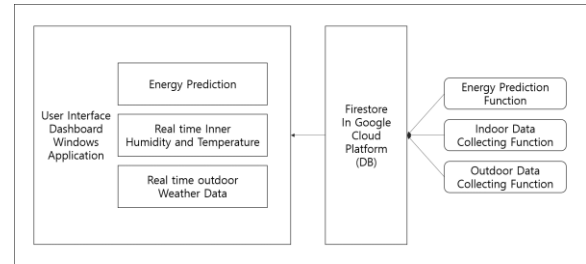 User Interface
Dashboard
Windows
Application
Energy Prediction
Real time Inner
Humidity and Temperature
Real time outdoor
Weather Data
Firestore
In Google
Cloud
Platform
(DB)
Energy Prediction
Function
Indoor Data
Collecting Function
Outdoor Data
Collecting Function